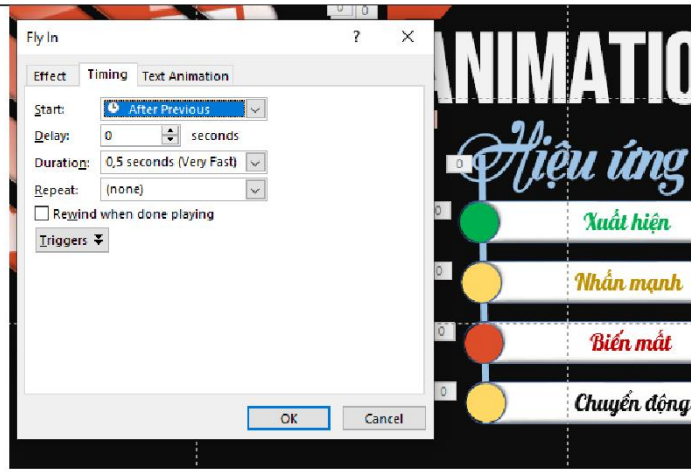 0 0
Fly In ? ×
Effect Timing Text Animation
Start: After Previous
Delay: 0 seconds
Duration: 0,5 seconds (Very Fast)
Repeat: (none)
Rewind when done playing
Triggers
OK Cancel
ANIMATIO
0
Hiệu ứng
0
Xuất hiện
0
Nhấn mạnh
0
Biến mất
0
Chuyển động